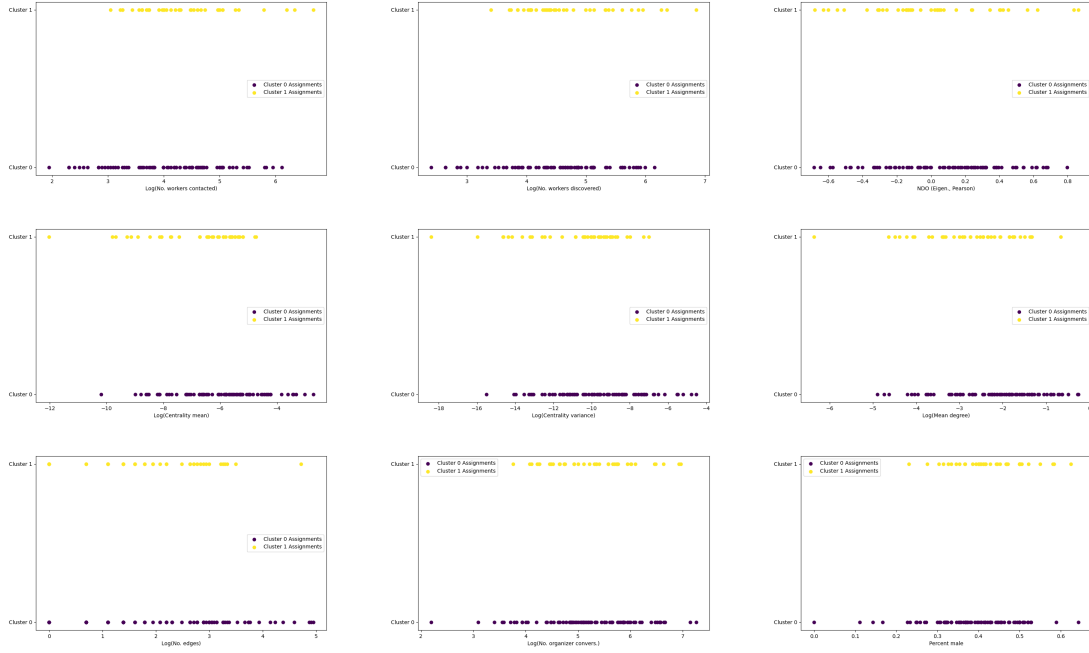 Cluster 1
Cluster 0 Assignments
Cluster 1 Assignments
Cluster 0
2 3 4 5 6
Log(No. workers contacted)
Cluster 1
Cluster 0 Assignments
Cluster 1 Assignments
Cluster 0
3 4 5 6 7
Log(No. workers discovered)
Cluster 1
Cluster 0 Assignments
Cluster 1 Assignments
Cluster 0
−0.6 −0.4 −0.2 0.0 0.2 0.4 0.6 0.8
NDO (Eigen., Pearson)
Cluster 1
Cluster 0 Assignments
Cluster 1 Assignments
Cluster 0
−12 −10 −8 −6 −4
Log(Centrality mean)
Cluster 1
Cluster 0 Assignments
Cluster 1 Assignments
Cluster 0
−18 −16 −14 −12 −10 −8 −6 −4
Log(Centrality variance)
Cluster 1
Cluster 0 Assignments
Cluster 1 Assignments
Cluster 0
−6 −5 −4 −3 −2 −1 0
Log(Mean degree)
Cluster 1
Cluster 0 Assignments
Cluster 1 Assignments
Cluster 0
0 1 2 3 4 5
Log(No. edges)
Cluster 1
Cluster 0 Assignments
Cluster 1 Assignments
Cluster 0
2 3 4 5 6 7
Log(No. organizer convers.)
Cluster 1
Cluster 0 Assignments
Cluster 1 Assignments
Cluster 0
0.0 0.1 0.2 0.3 0.4 0.5 0.6
Percent male